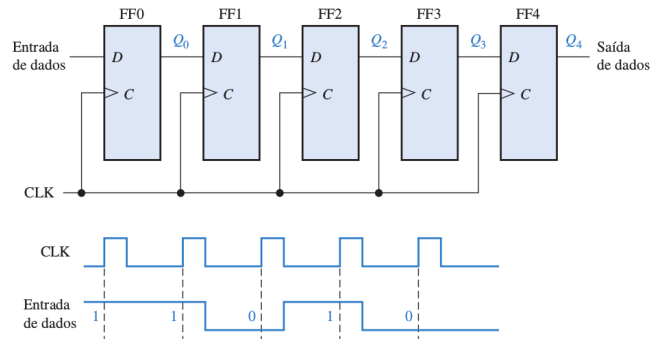 FF0 FF1 FF2 FF3 FF4
Entrada
de dados
Q0 Q1 Q2 Q3 Q4
Saída
de dados
D D D D D
C C C C C
CLK
CLK
Entrada
de dados
1 1 0 1 0